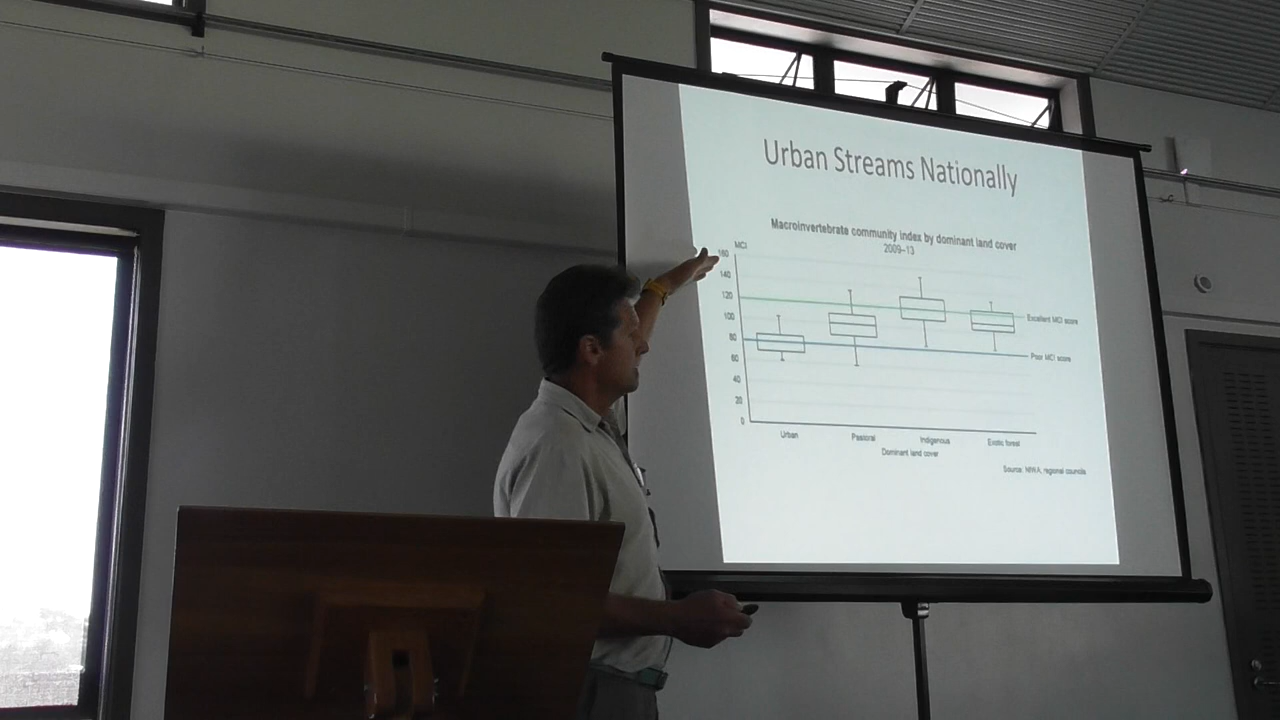 Urban Streams Nationally
Macroinvertebrate community index by dominant land cover
2009–13
MCI
160
140
120
100
80
60
40
20
0
Excellent MCI score
Poor MCI score
Urban Pastoral Indigenous Exotic forest
Dominant land cover
Source: NIWA, regional councils